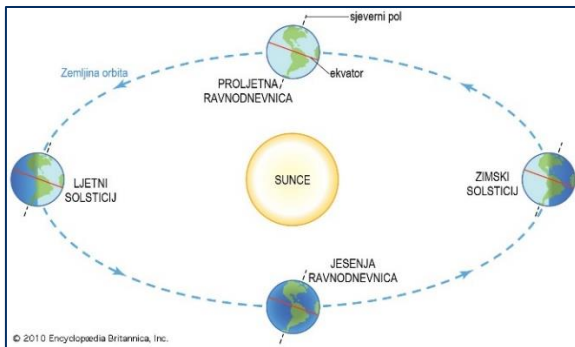 sjeverni pol
Zemljina orbita
ekvator
PROLJETNA
RAVNODNEVNICA
LJETNI
SOLSTICIJ
SUNCE
ZIMSKI
SOLSTICIJ
JESENJA
RAVNODNEVNICA
© 2010 Encyclopædia Britannica, Inc.